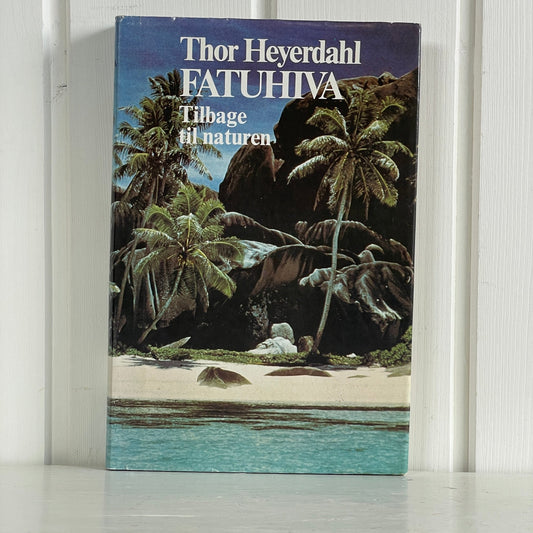 Thor Heyerdahl
FATUHIVA
Tilbage
til naturen